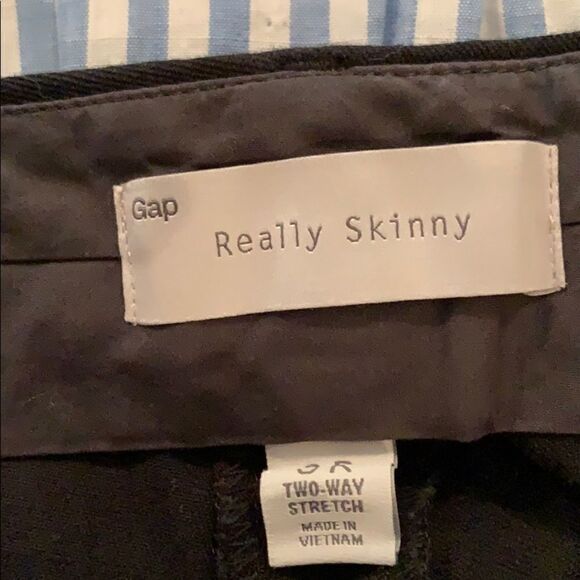 Gap
Really Skinny
TWO-WAY
STRETCH
MADE IN
VIETNAM